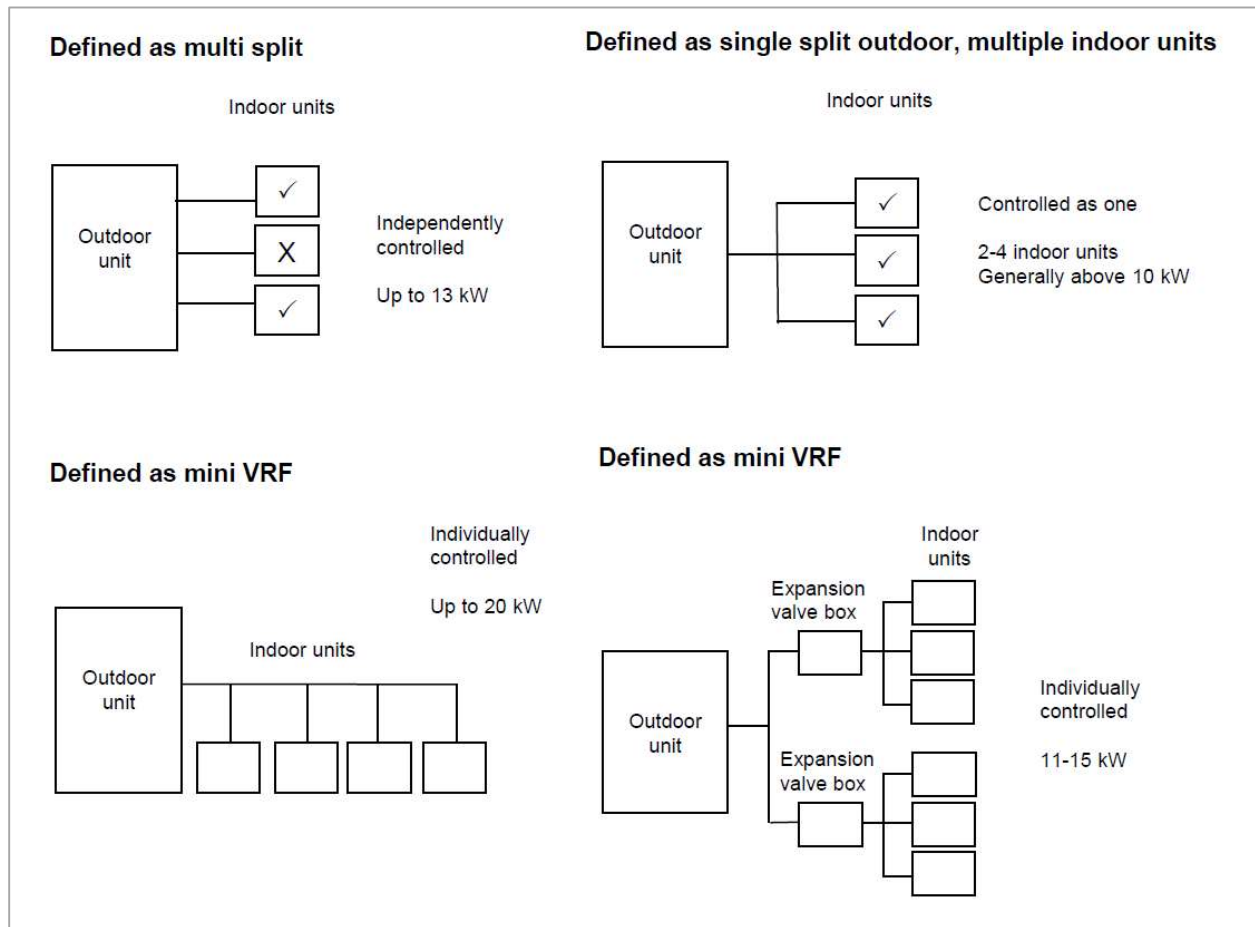 Defined as multi split
Indoor units
Outdoor
unit
✓
X
✓
Independently
controlled
Up to 13 kW
Defined as single split outdoor, multiple indoor units
Indoor units
Outdoor
unit
✓
✓
✓
Controlled as one
2-4 indoor units
Generally above 10 kW
Defined as mini VRF
Individually
controlled
Up to 20 kW
Indoor units
Outdoor
unit
Defined as mini VRF
Indoor
units
Expansion
valve box
Outdoor
unit
Individually
controlled
11-15 kW
Expansion
valve box